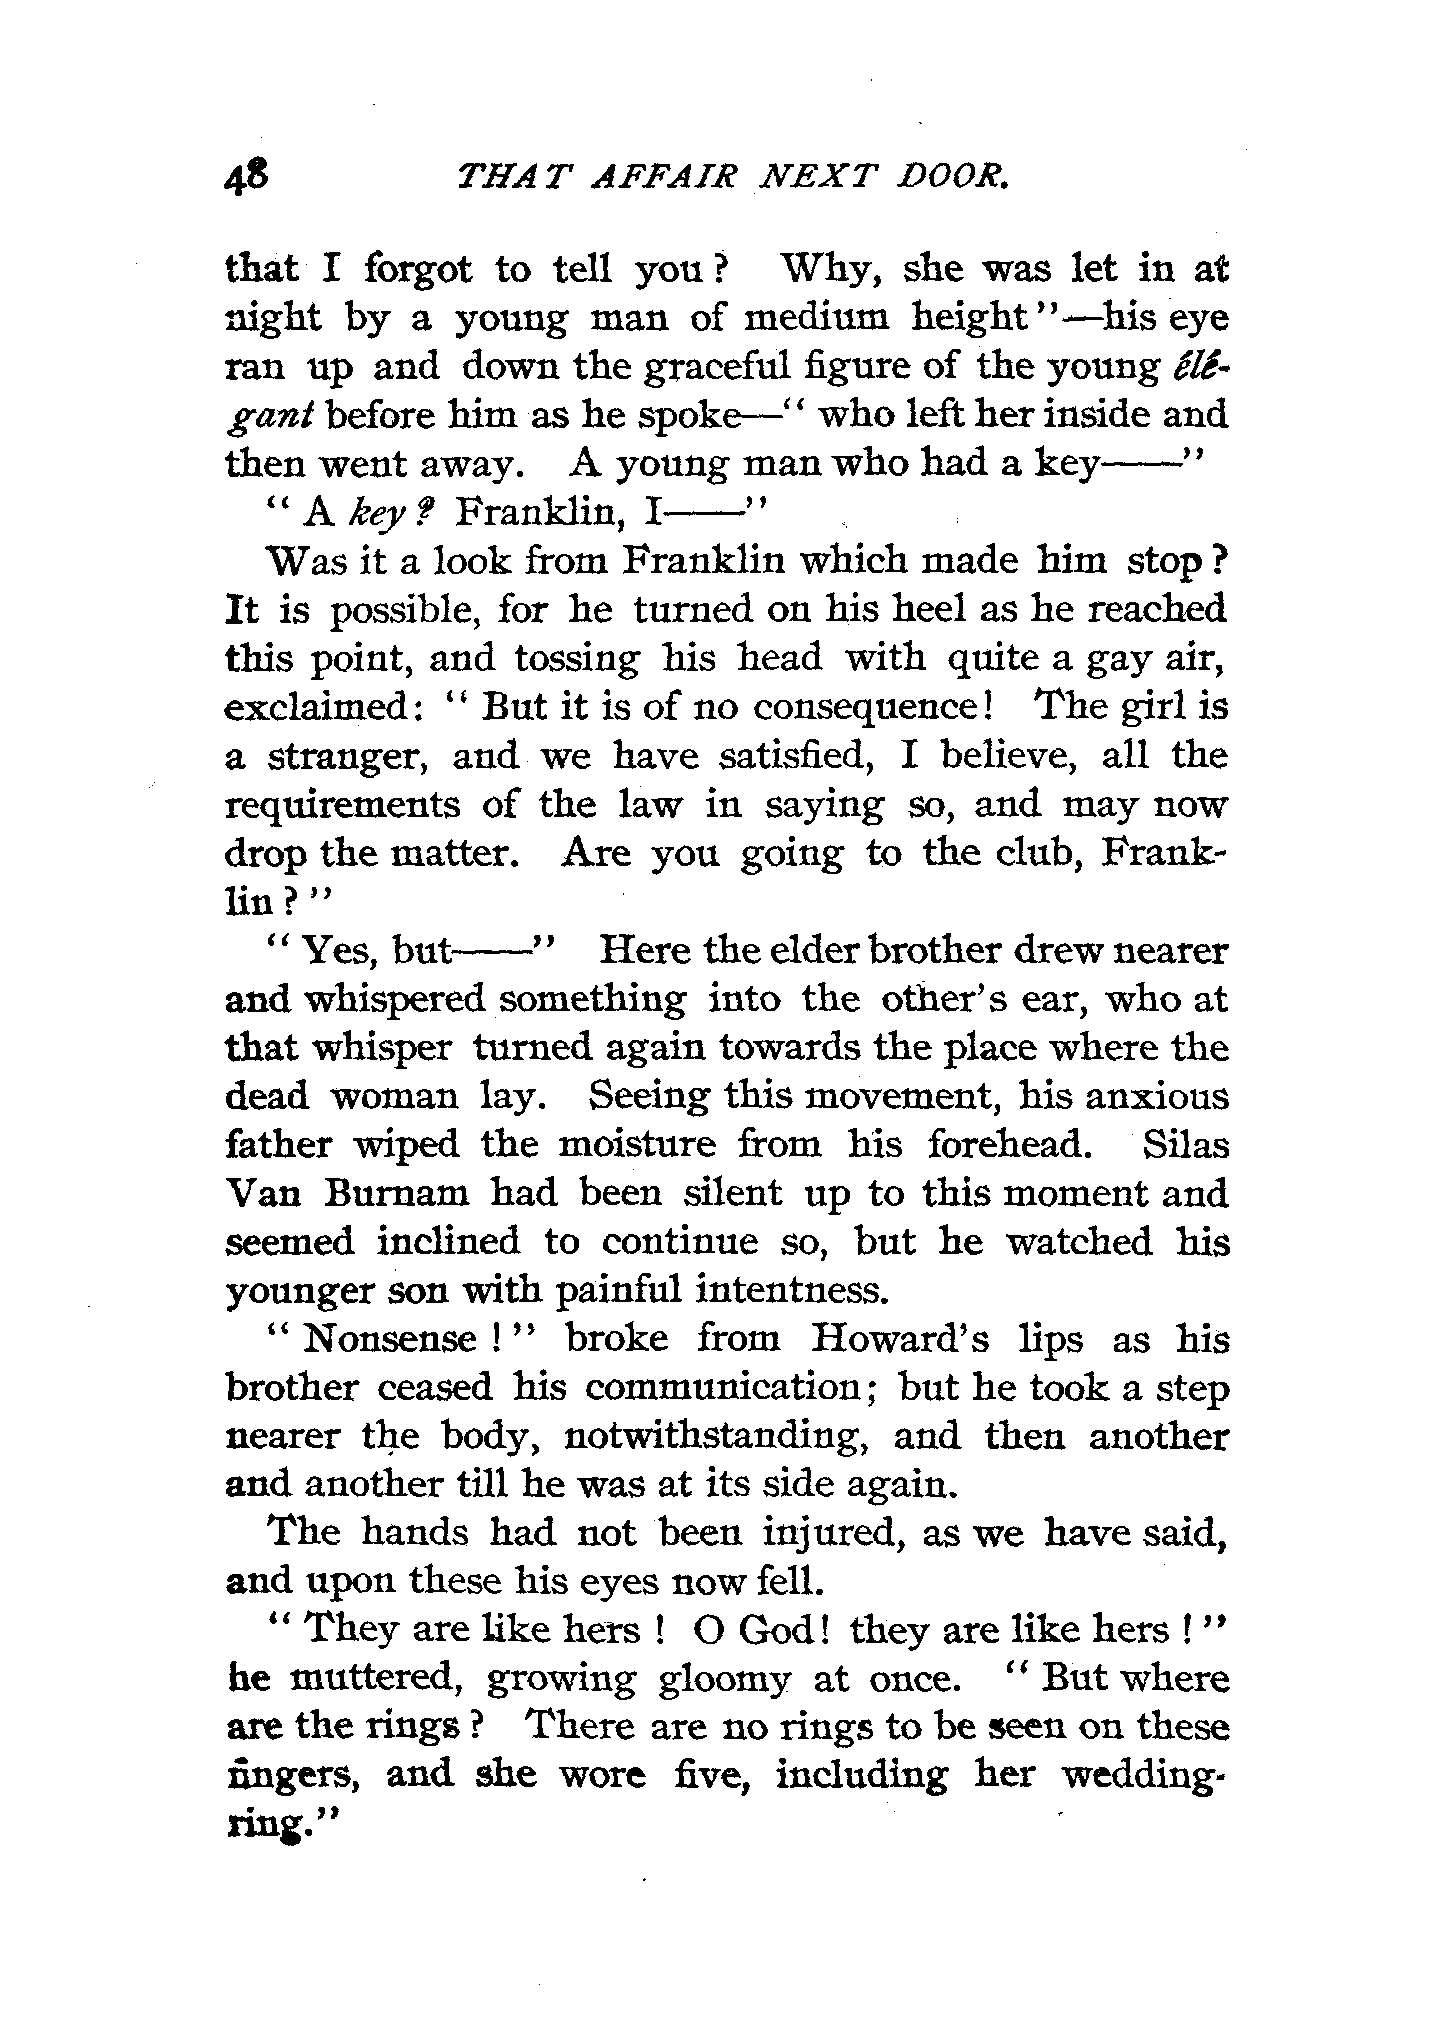 48 THAT AFFAIR NEXT DOOR.
that I forgot to tell you? Why, she was let in at
night by a young man of medium height"—his eye
ran up and down the graceful figure of the young élé-
gant before him as he spoke—"who left her inside and
then went away. A young man who had a key——"
"A key? Franklin, I——"
Was it a look from Franklin which made him stop?
It is possible, for he turned on his heel as he reached
this point, and tossing his head with quite a gay air,
exclaimed: "But it is of no consequence! The girl is
a stranger, and we have satisfied, I believe, all the
requirements of the law in saying so, and may now
drop the matter. Are you going to the club, Frank-
lin?"
"Yes, but——" Here the elder brother drew nearer
and whispered something into the other's ear, who at
that whisper turned again towards the place where the
dead woman lay. Seeing this movement, his anxious
father wiped the moisture from his forehead. Silas
Van Burnam had been silent up to this moment and
seemed inclined to continue so, but he watched his
younger son with painful intentness.
"Nonsense!" broke from Howard's lips as his
brother ceased his communication; but he took a step
nearer the body, notwithstanding, and then another
and another till he was at its side again.
The hands had not been injured, as we have said,
and upon these his eyes now fell.
"They are like hers! O God! they are like hers!"
he muttered, growing gloomy at once. "But where
are the rings? There are no rings to be seen on these
fingers, and she wore five, including her wedding-
ring."